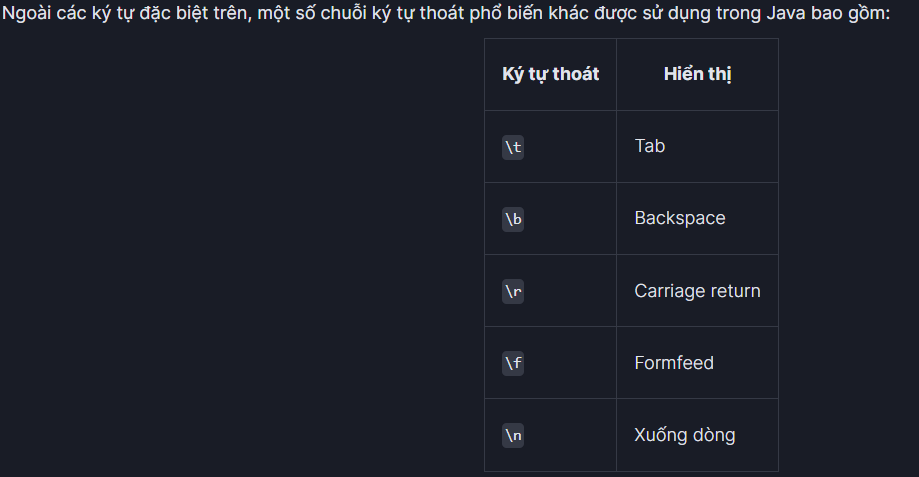 Ngoài các ký tự đặc biệt trên, một số chuỗi ký tự thoát phổ biến khác được sử dụng trong Java bao gồm:
Ký tự thoát Hiển thị
\t Tab
\b Backspace
\r Carriage return
\f Formfeed
\n Xuống dòng